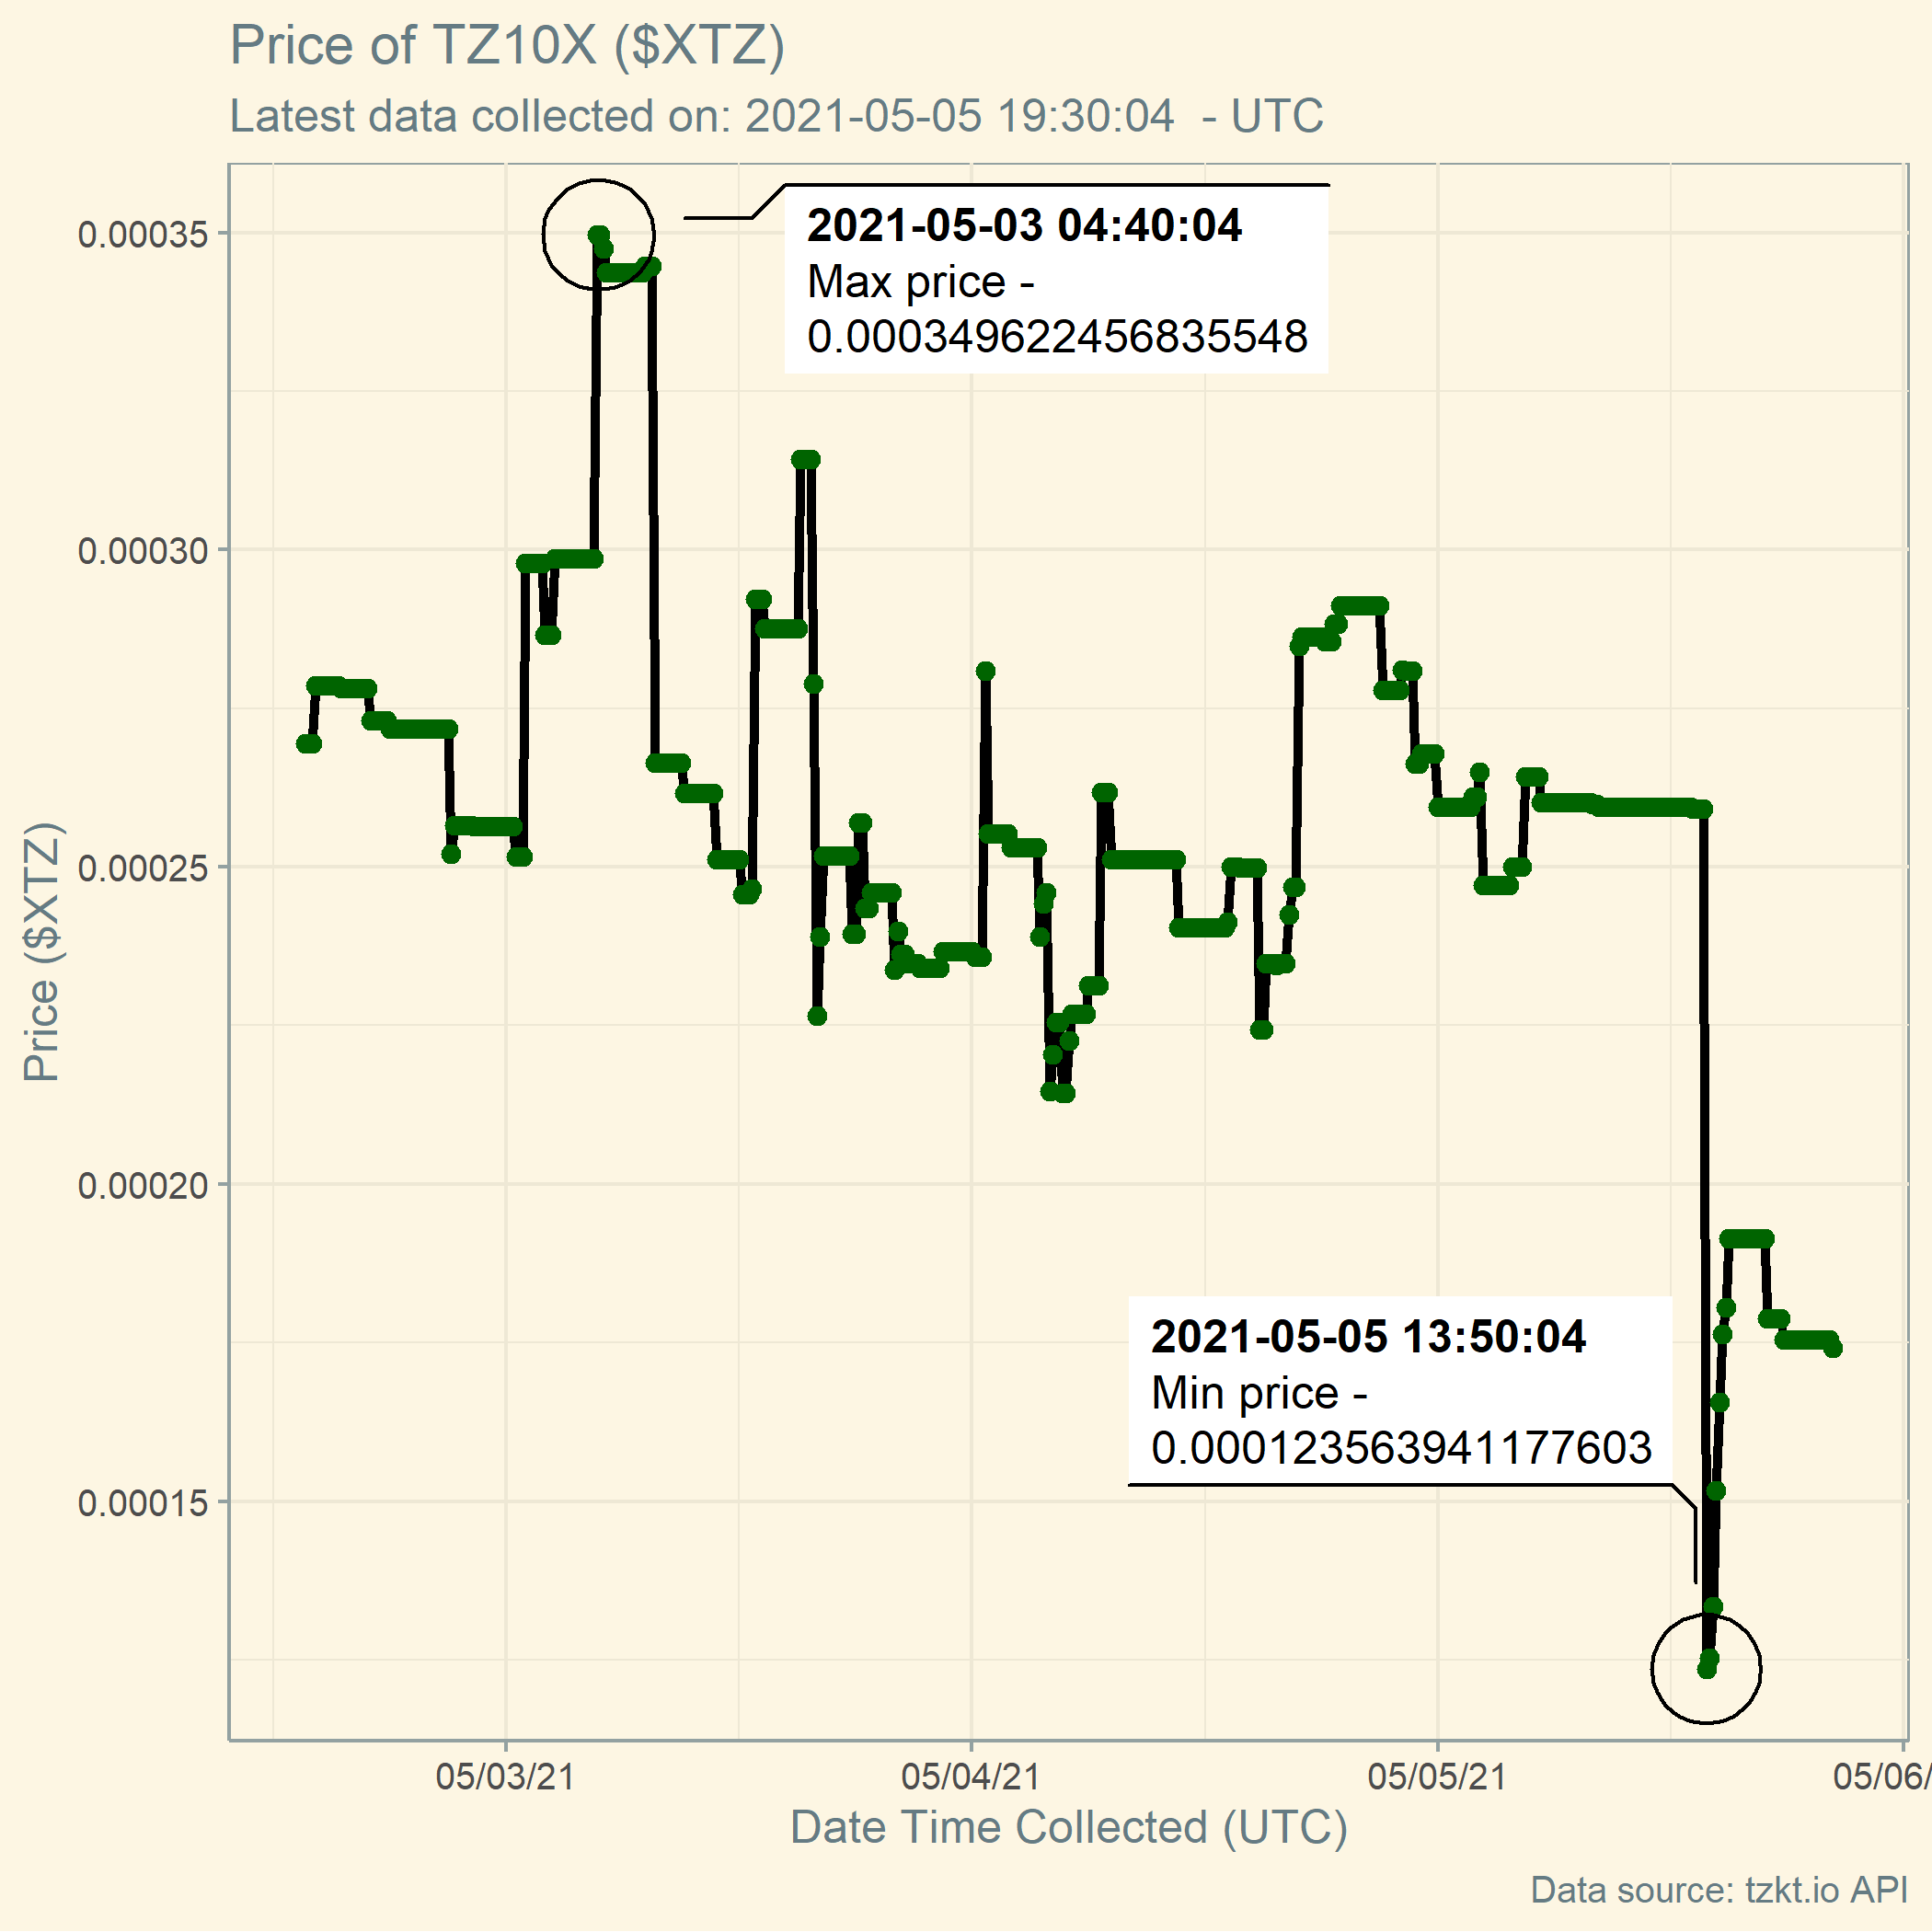 Price of TZ10X ($XTZ)
Latest data collected on: 2021-05-05 19:30:04  - UTC
2021-05-03 04:40:04
Max price -
0.000349622456835548
0.00035
0.00030
0.00025
0.00020
0.00015
Price ($XTZ)
2021-05-05 13:50:04
Min price -
0.000123563941177603
05/03/21
05/04/21
05/05/21
05/06/
Date Time Collected (UTC)
Data source: tzkt.io API